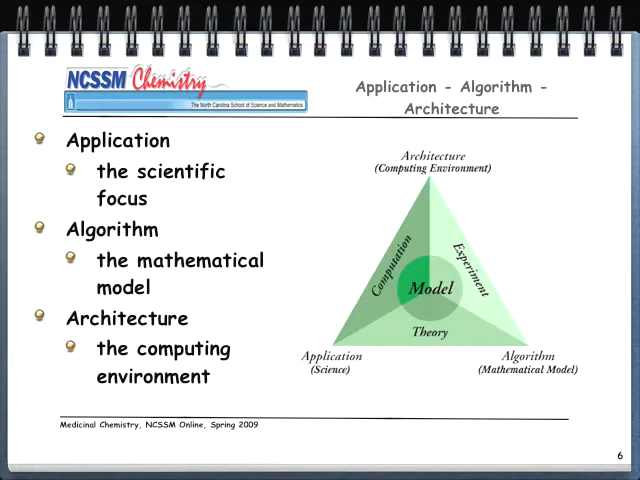 NCSSM Chemistry
The North Carolina School of Science and Mathematics
Application - Algorithm -
Architecture
Application
the scientific
focus
Algorithm
the mathematical
model
Architecture
the computing
environment
Architecture
(Computing Environment)
Computation
Experiment
Model
Theory
Application
(Science)
Algorithm
(Mathematical Model)
Medicinal Chemistry, NCSSM Online, Spring 2009
6